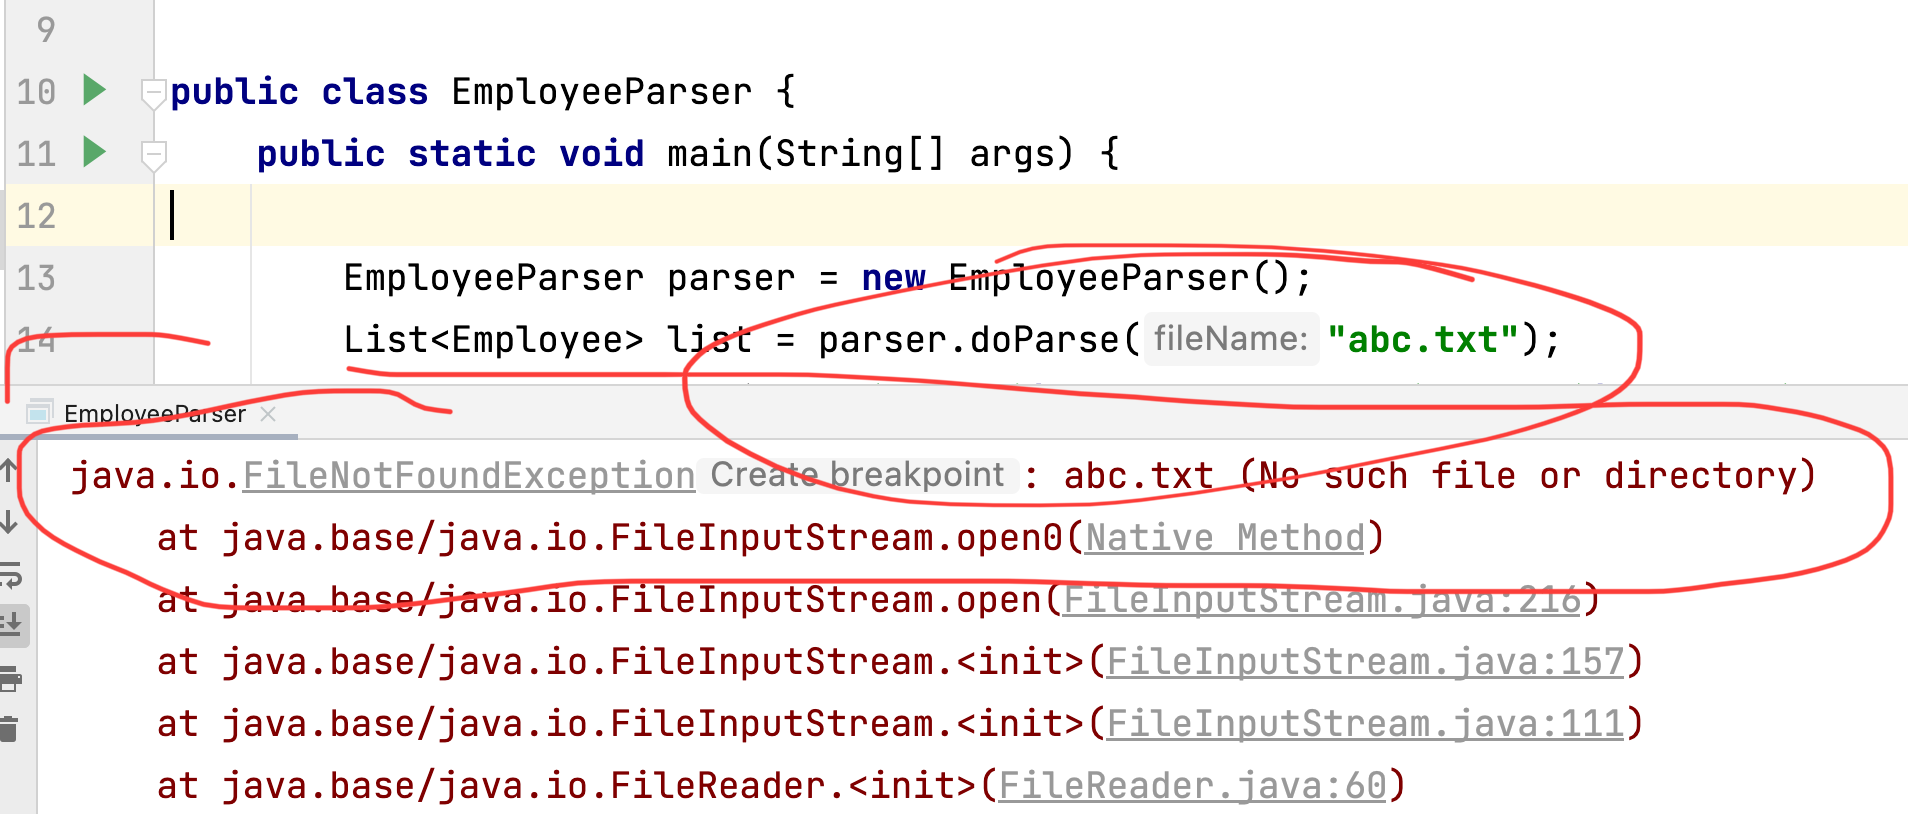 9
10 public class EmployeeParser {
11 public static void main(String[] args) {
12
13 EmployeeParser parser = new EmployeeParser();
14 List<Employee> list = parser.doParse( fileName: "abc.txt");
EmployeeParser ×
java.io.FileNotFoundException Create breakpoint : abc.txt (No such file or directory)
at java.base/java.io.FileInputStream.open0(Native Method)
at java.base/java.io.FileInputStream.open(FileInputStream.java:216)
at java.base/java.io.FileInputStream.<init>(FileInputStream.java:157)
at java.base/java.io.FileInputStream.<init>(FileInputStream.java:111)
at java.base/java.io.FileReader.<init>(FileReader.java:60)